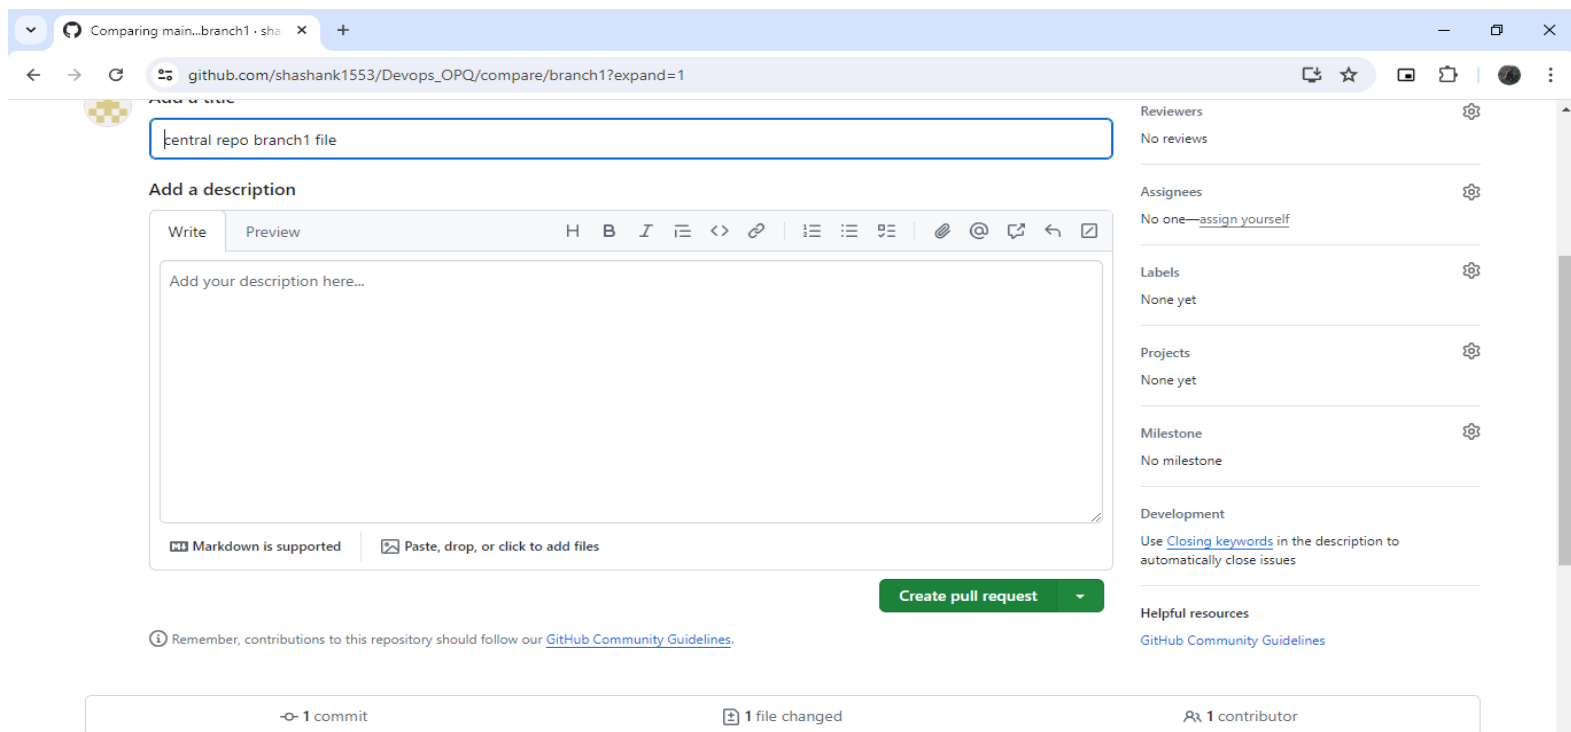 Comparing main...branch1 · sha
github.com/shashank1553/Devops_OPQ/compare/branch1?expand=1
Add a title
central repo branch1 file
Add a description
Write Preview
Add your description here...
Markdown is supported
Paste, drop, or click to add files
Create pull request
Remember, contributions to this repository should follow our GitHub Community Guidelines.
Reviewers
No reviews
Assignees
No one—assign yourself
Labels
None yet
Projects
None yet
Milestone
No milestone
Development
Use Closing keywords in the description to
automatically close issues
Helpful resources
GitHub Community Guidelines
1 commit
1 file changed
1 contributor